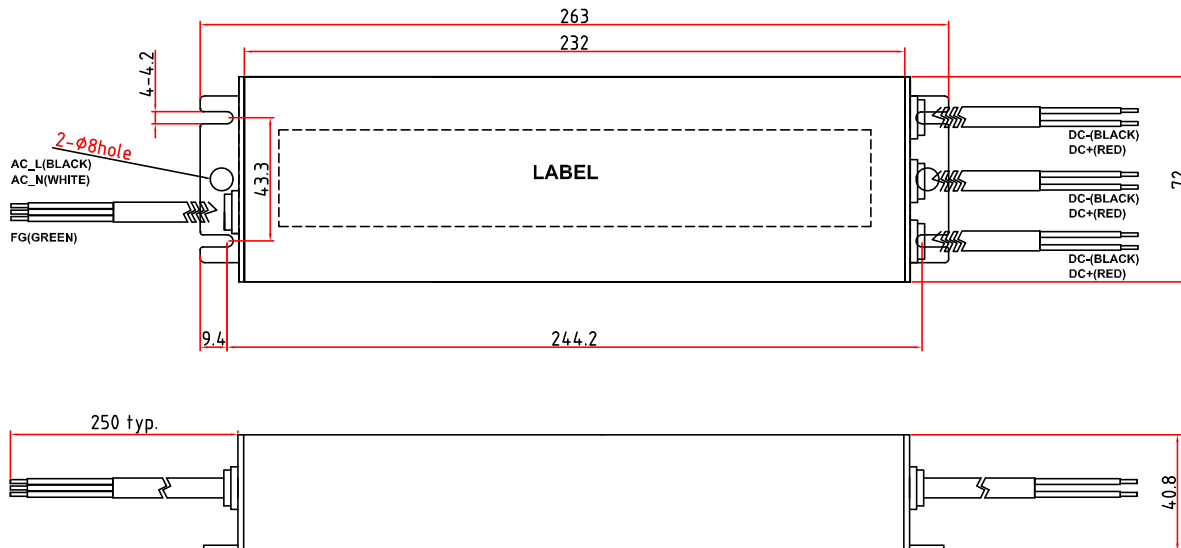 263
232
4-4.2
2-Ø8hole
AC_L(BLACK)
AC_N(WHITE)
FG(GREEN)
43.3
LABEL
DC-(BLACK)
DC+(RED)
DC-(BLACK)
DC+(RED)
DC-(BLACK)
DC+(RED)
72
9.4
244.2
250 typ.
40.8